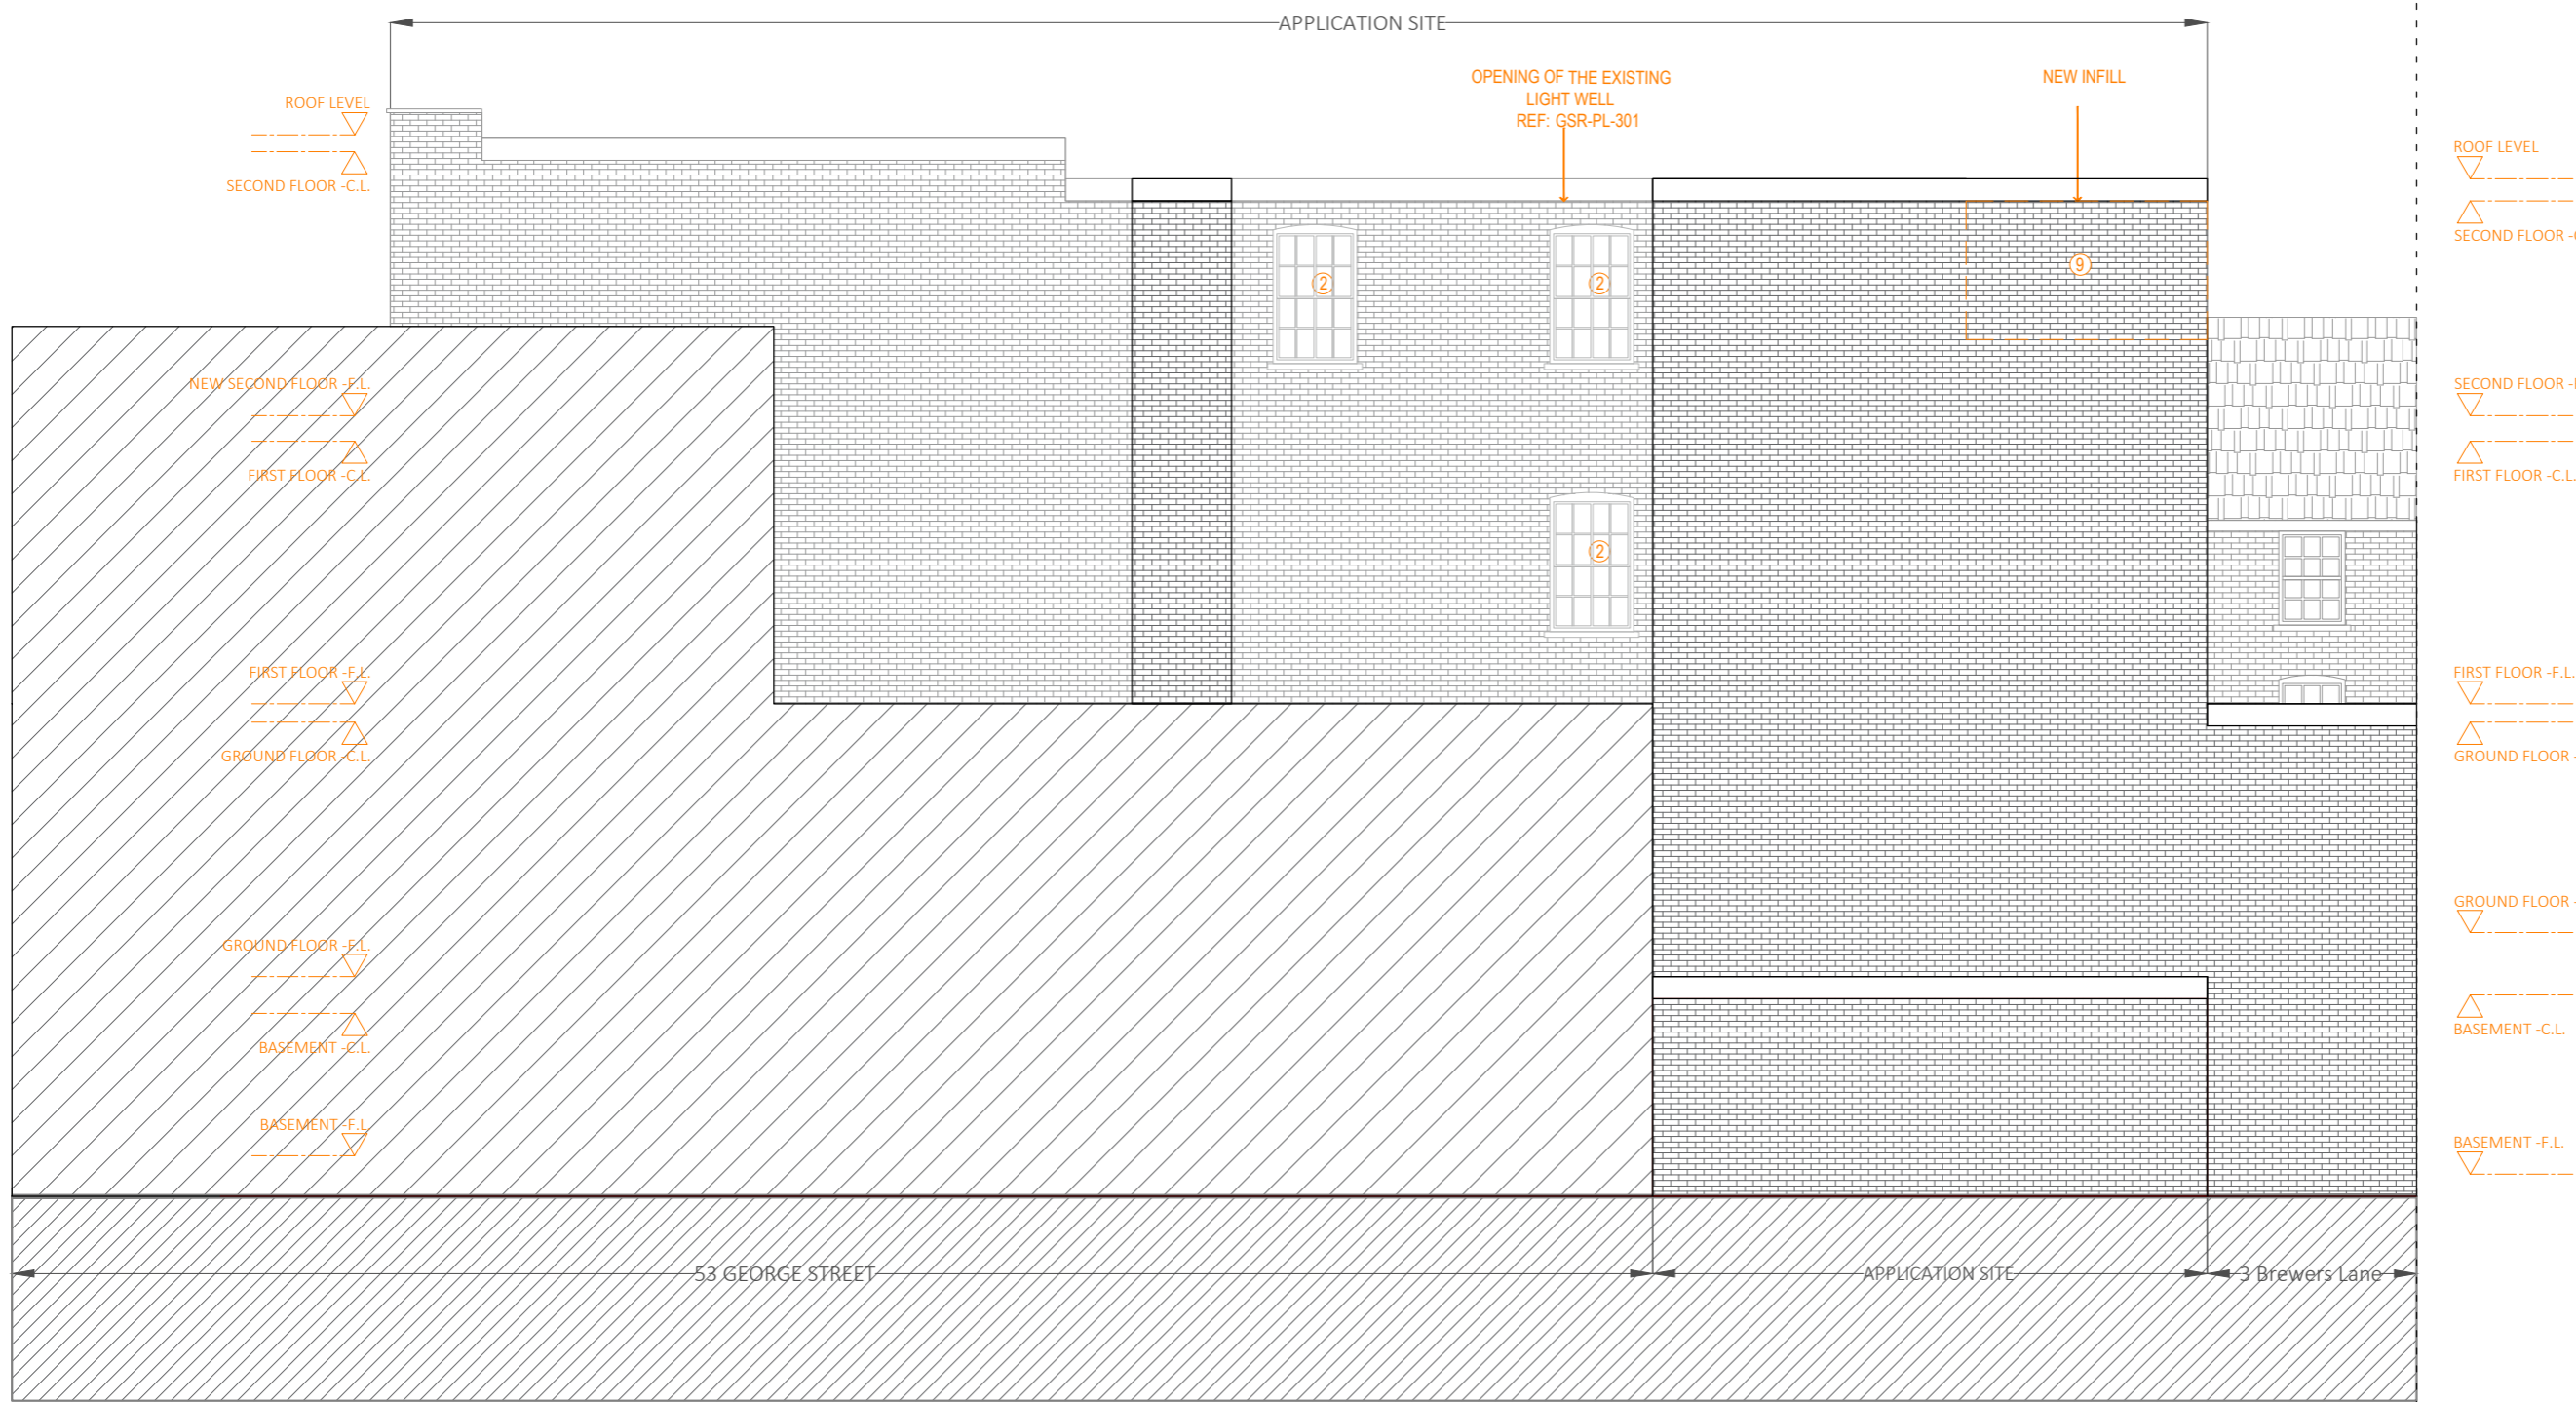 APPLICATION SITE
OPENING OF THE EXISTING
LIGHT WELL
REF: GSR-PL-301
NEW INFILL
ROOF LEVEL
SECOND FLOOR -C.L.
ROOF LEVEL
SECOND FLOOR
2
2
9
NEW SECOND FLOOR -F.L.
FIRST FLOOR -C.L.
SECOND FLOOR
FIRST FLOOR -C.L.
2
FIRST FLOOR -F.L.
GROUND FLOOR -C.L.
FIRST FLOOR -F.L.
GROUND FLOOR
GROUND FLOOR -F.L.
BASEMENT -C.L.
GROUND FLOOR
BASEMENT -C.L.
BASEMENT -F.L.
BASEMENT -F.L.
53 GEORGE STREET
APPLICATION SITE
3 Brewers Lane